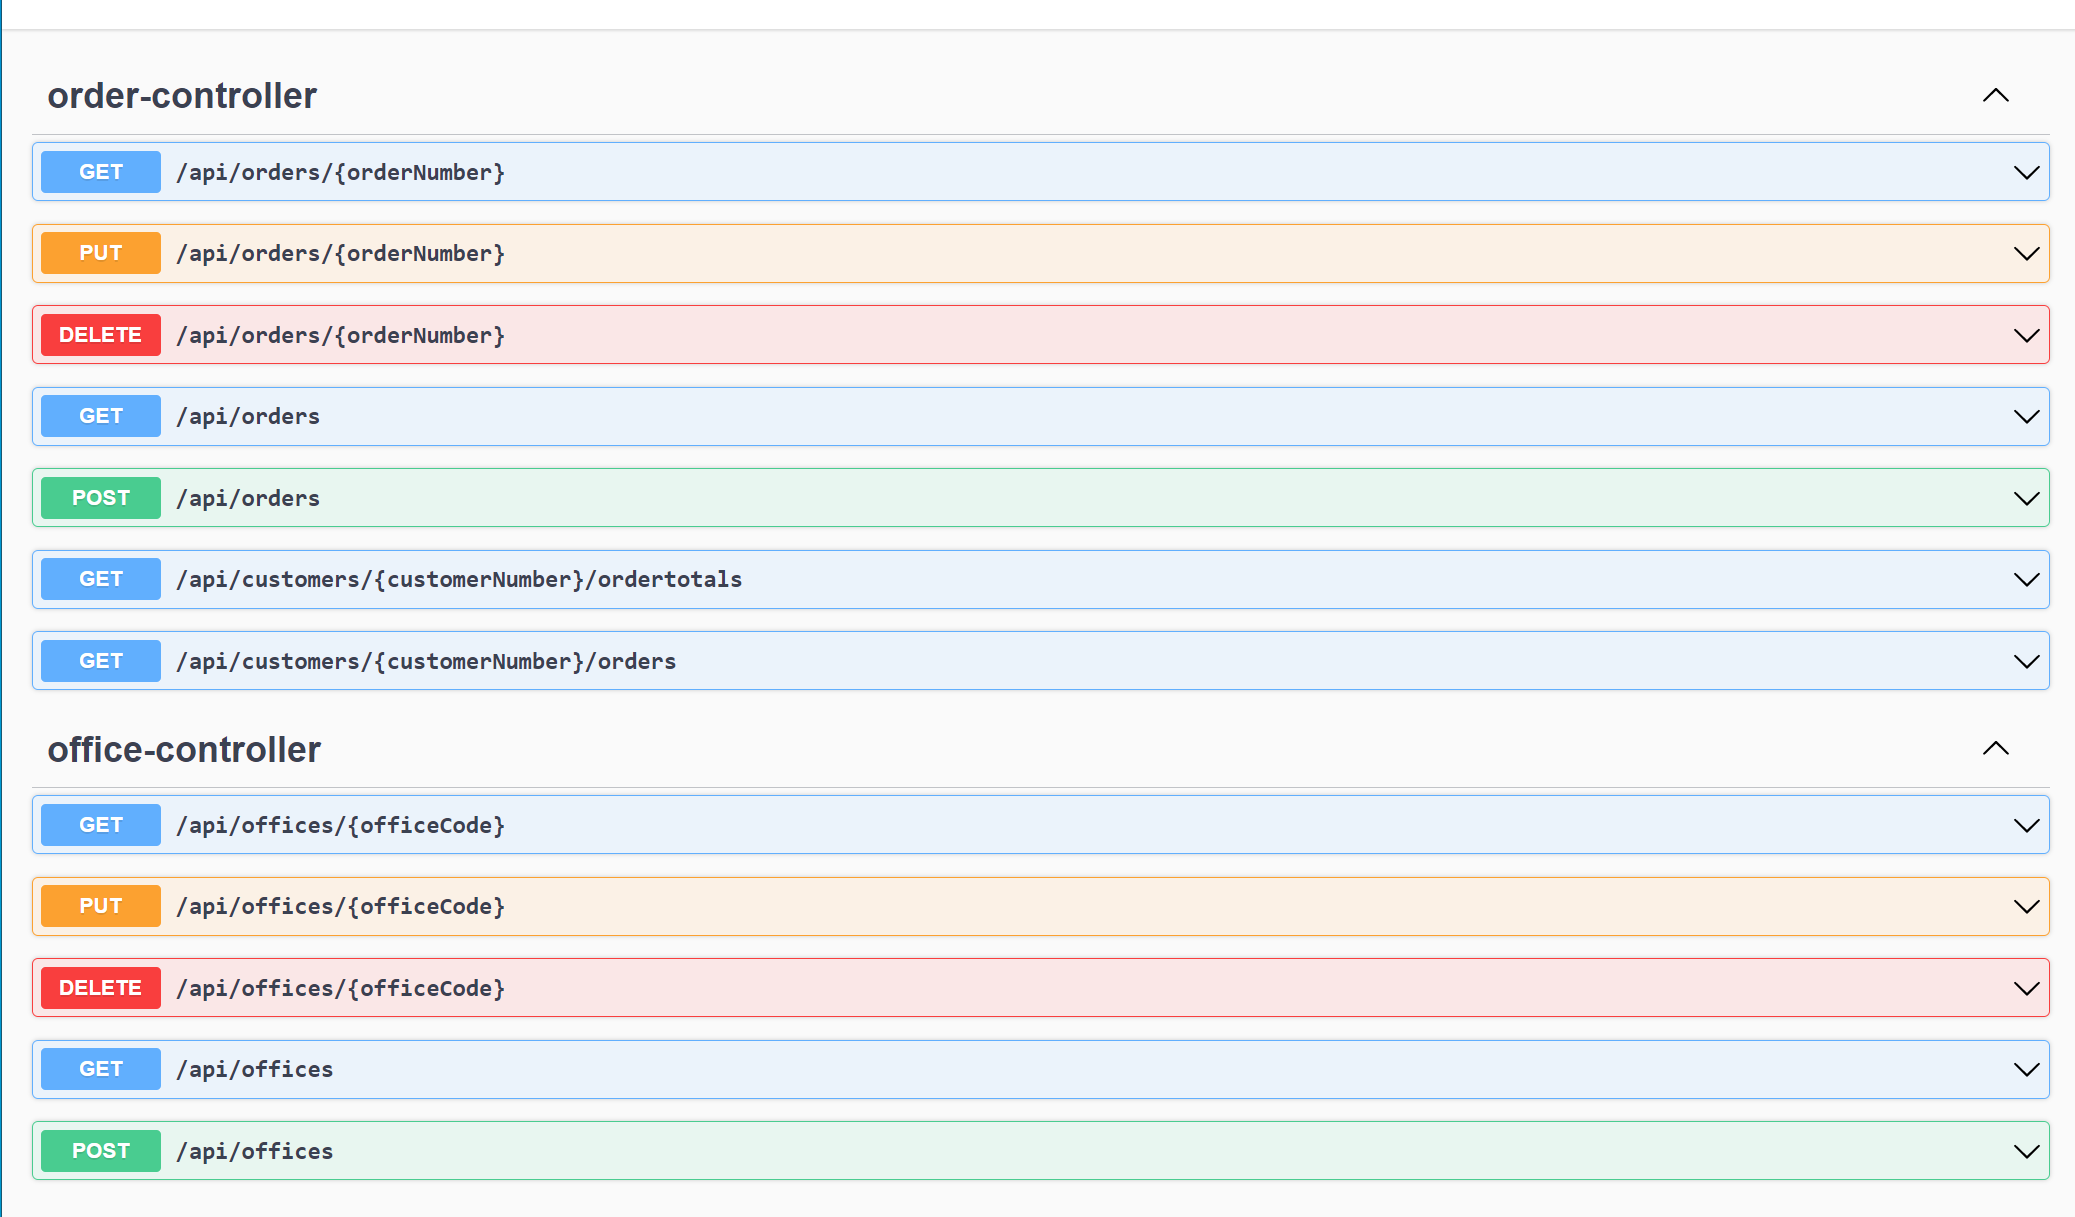 order-controller
GET /api/orders/{orderNumber}
PUT /api/orders/{orderNumber}
DELETE /api/orders/{orderNumber}
GET /api/orders
POST /api/orders
GET /api/customers/{customerNumber}/ordertotals
GET /api/customers/{customerNumber}/orders
office-controller
GET /api/offices/{officeCode}
PUT /api/offices/{officeCode}
DELETE /api/offices/{officeCode}
GET /api/offices
POST /api/offices